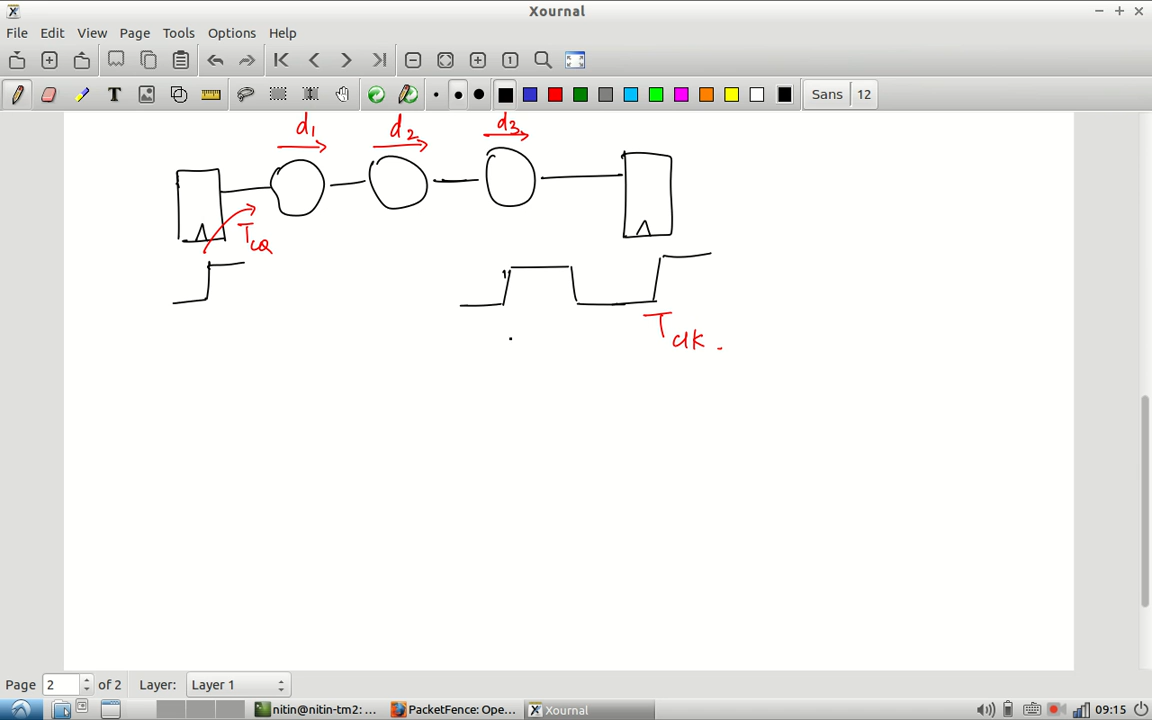 Xournal
File Edit View Page Tools Options Help
Sans 12
d1 d2 d3
TCQ
Tclk.
Page 2 of 2 Layer: Layer 1
nitin@nitin-tm2: ... PacketFence: Ope... Xournal 09:15